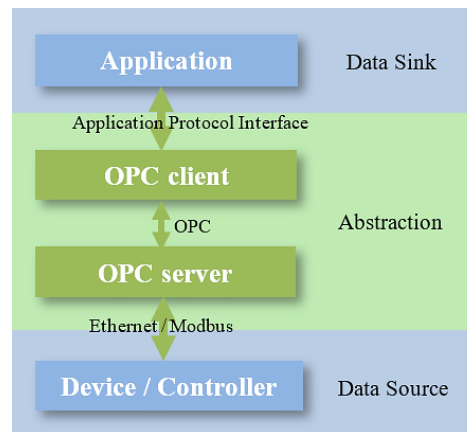 Application
Data Sink
Application Protocol Interface
OPC client
OPC
Abstraction
OPC server
Ethernet / Modbus
Device / Controller
Data Source